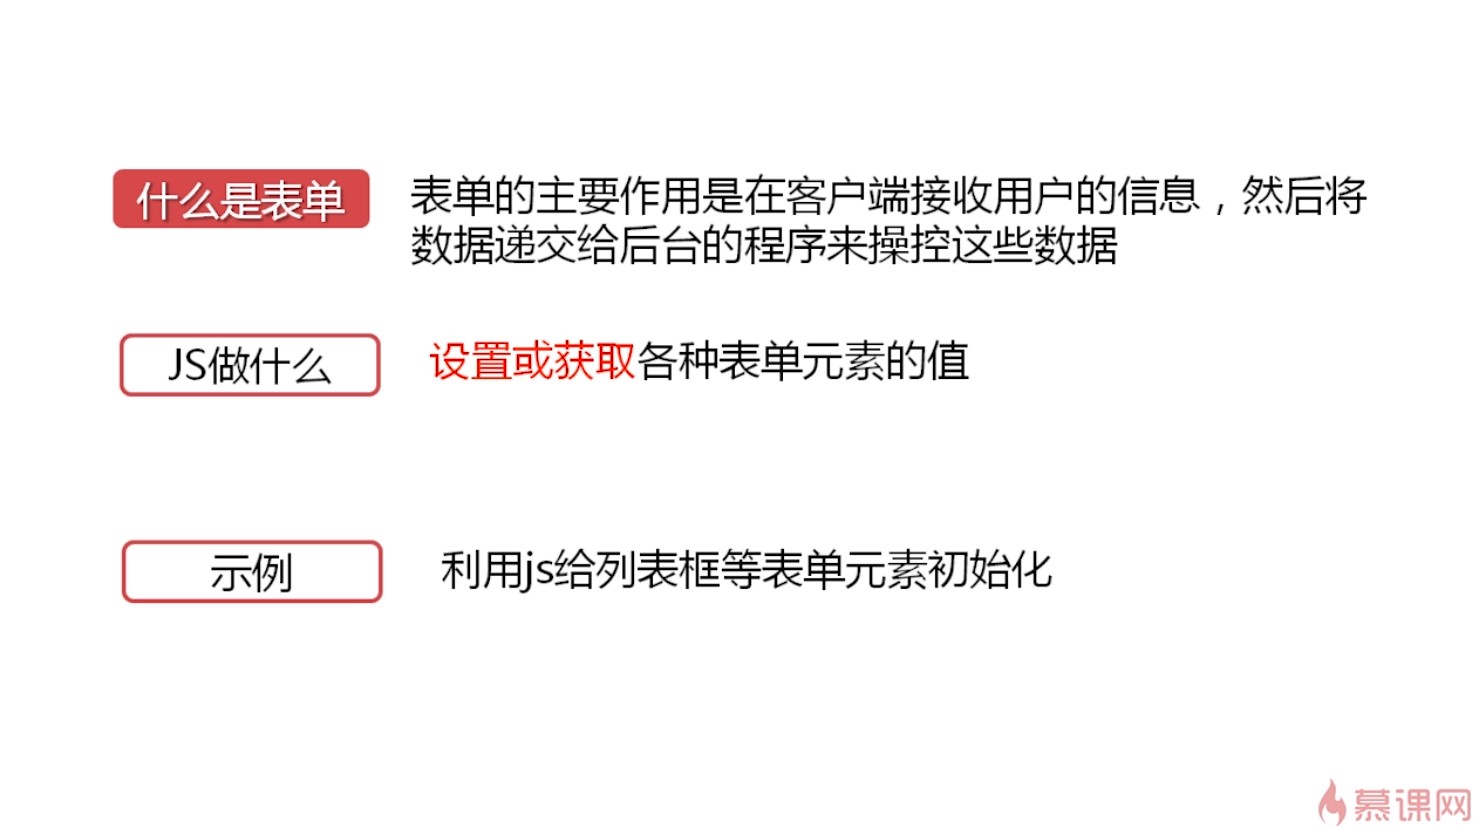 什么是表单
表单的主要作用是在客户端接收用户的信息，然后将
数据递交给后台的程序来操控这些数据
JS做什么
设置或获取各种表单元素的值
示例
利用js给列表框等表单元素初始化
慕课网